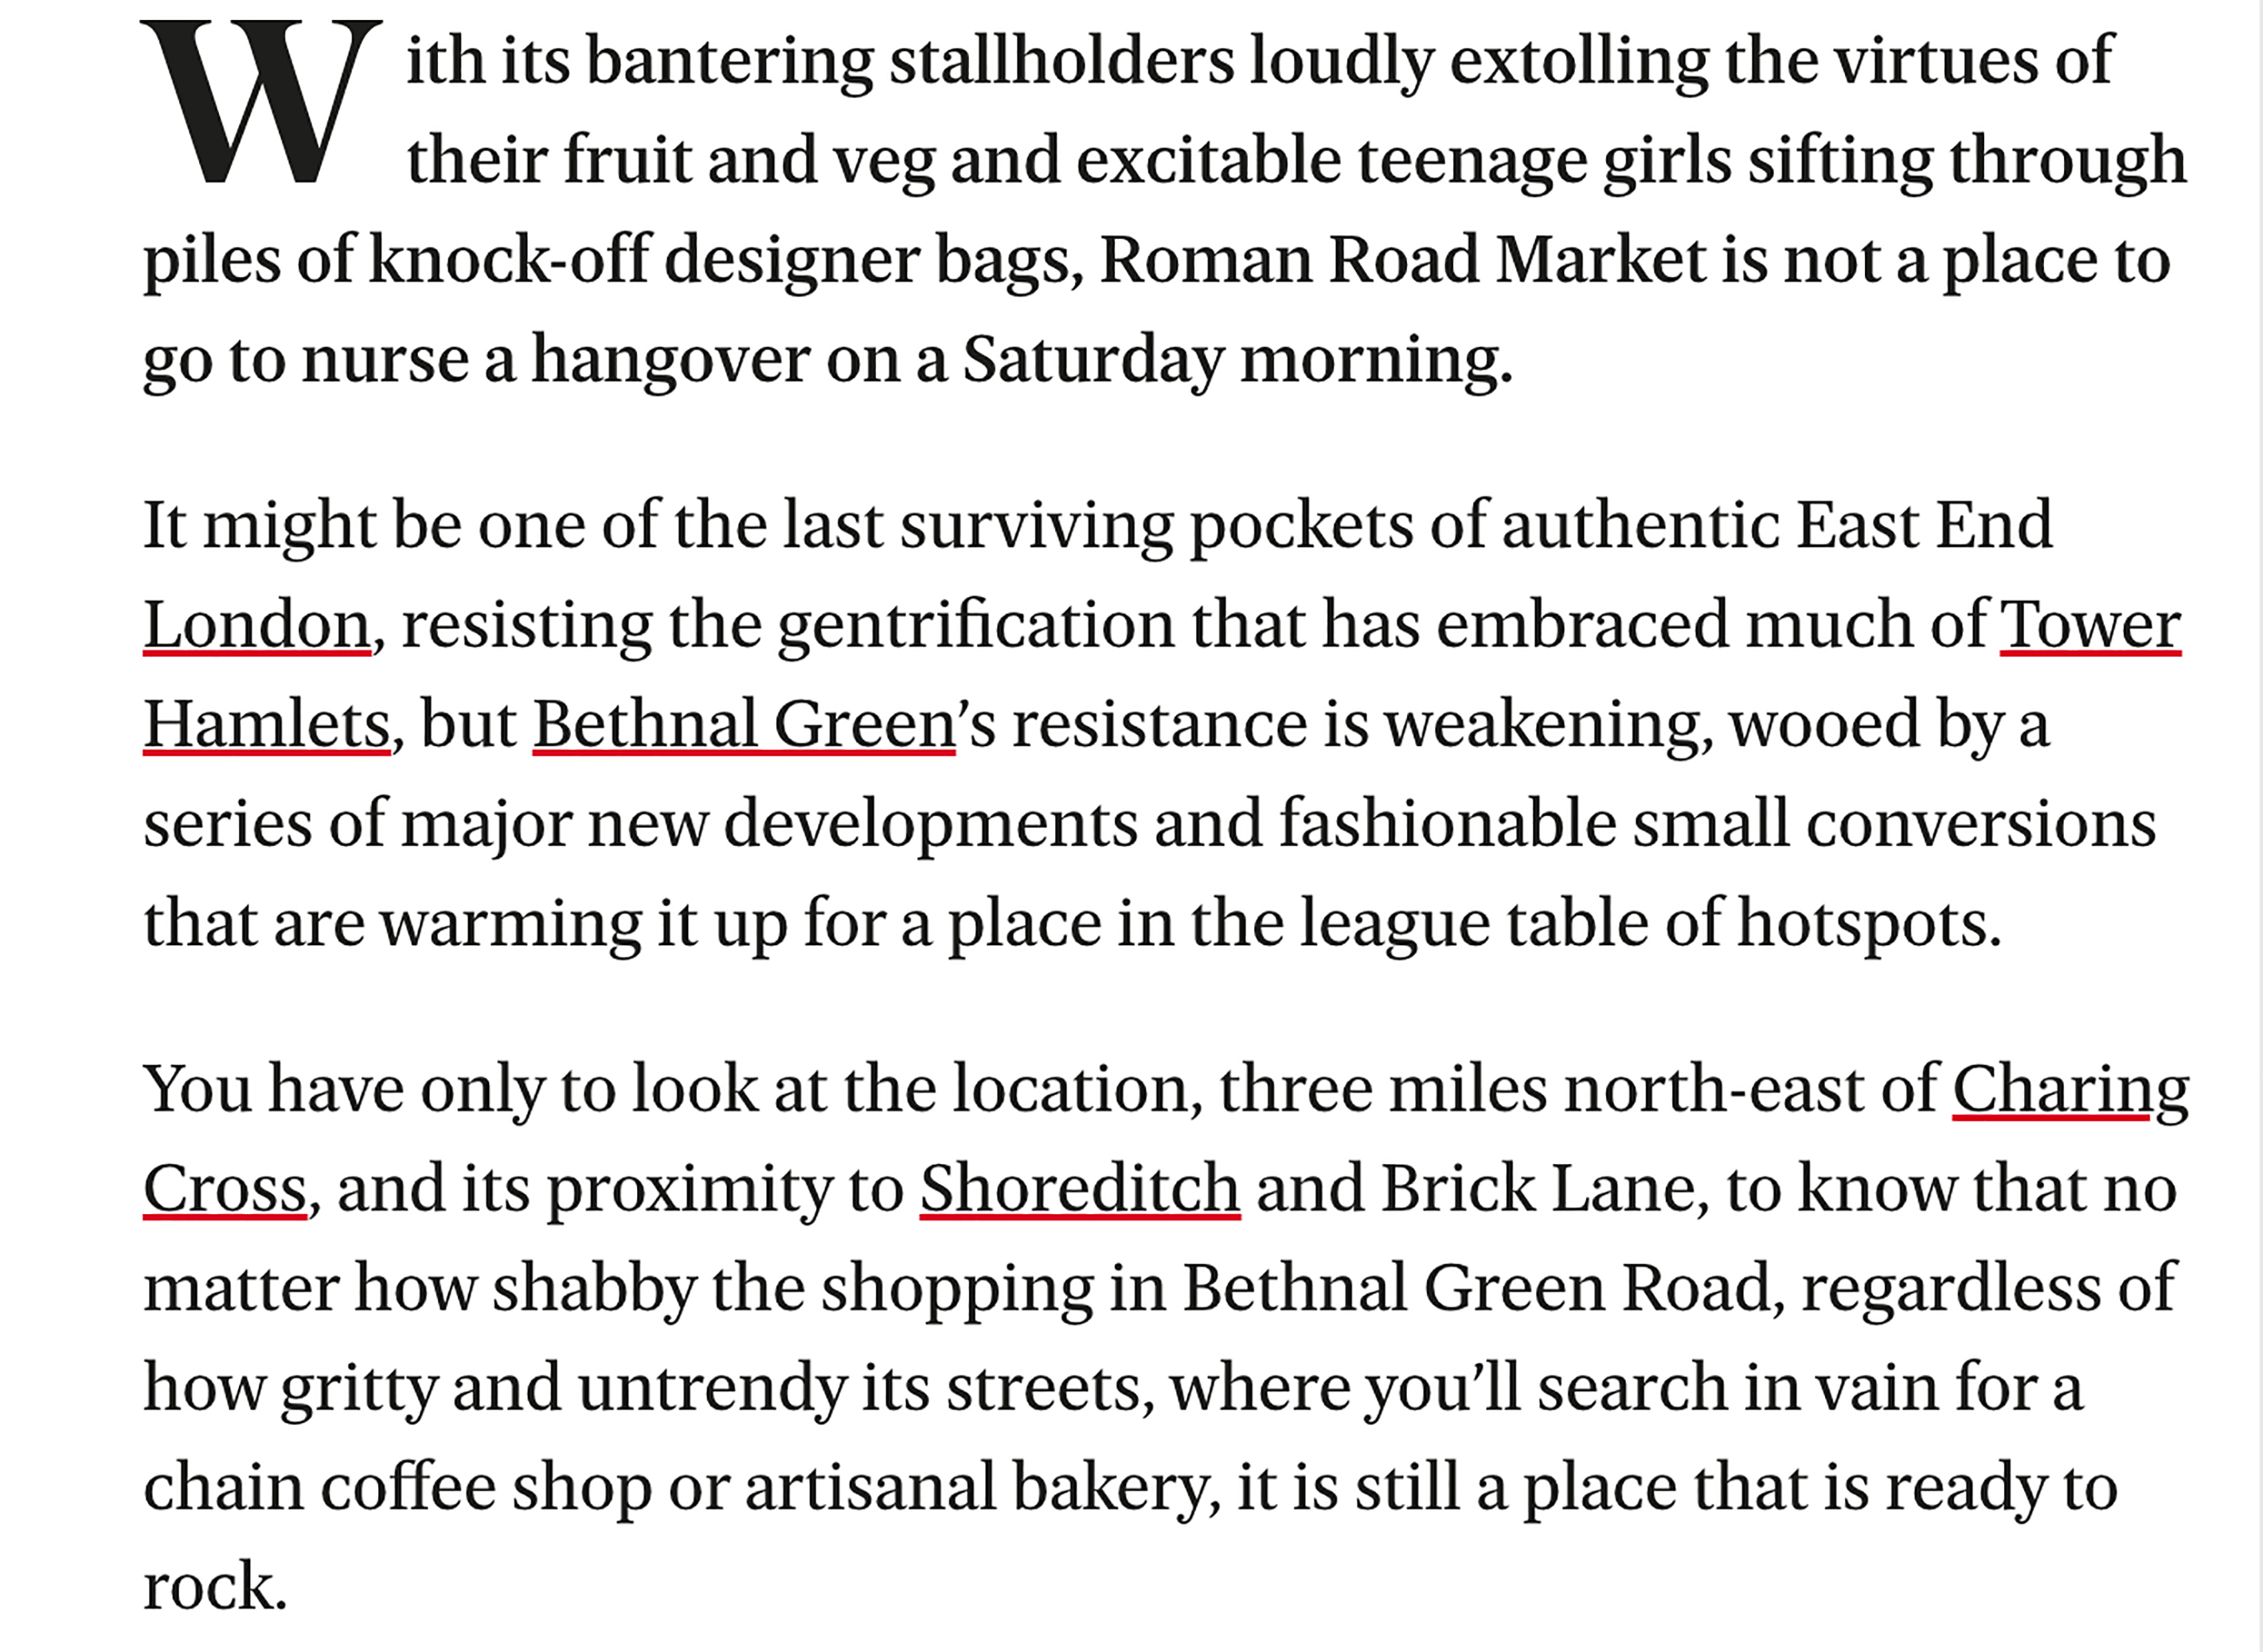 With its bantering stallholders loudly extolling the virtues of
their fruit and veg and excitable teenage girls sifting through
piles of knock-off designer bags, Roman Road Market is not a place to
go to nurse a hangover on a Saturday morning.
It might be one of the last surviving pockets of authentic East End
London, resisting the gentrification that has embraced much of Tower
Hamlets, but Bethnal Green’s resistance is weakening, wooed by a
series of major new developments and fashionable small conversions
that are warming it up for a place in the league table of hotspots.
You have only to look at the location, three miles north-east of Charing
Cross, and its proximity to Shoreditch and Brick Lane, to know that no
matter how shabby the shopping in Bethnal Green Road, regardless of
how gritty and untrendy its streets, where you’ll search in vain for a
chain coffee shop or artisanal bakery, it is still a place that is ready to
rock.